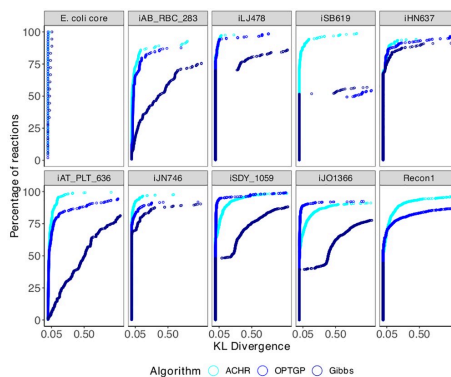 Percentage of reactions
E. coli core iAB_RBC_283 iLJ478 iSB619 iHN637
100
75
50
25
0
iAT_PLT_636 iJN746 iSDY_1059 iJO1366 Recon1
100
75
50
25
0
0.05 0.50 0.05 0.50 0.05 0.50 0.05 0.50 0.05 0.50
KL Divergence
Algorithm ACHR OPTGP Gibbs